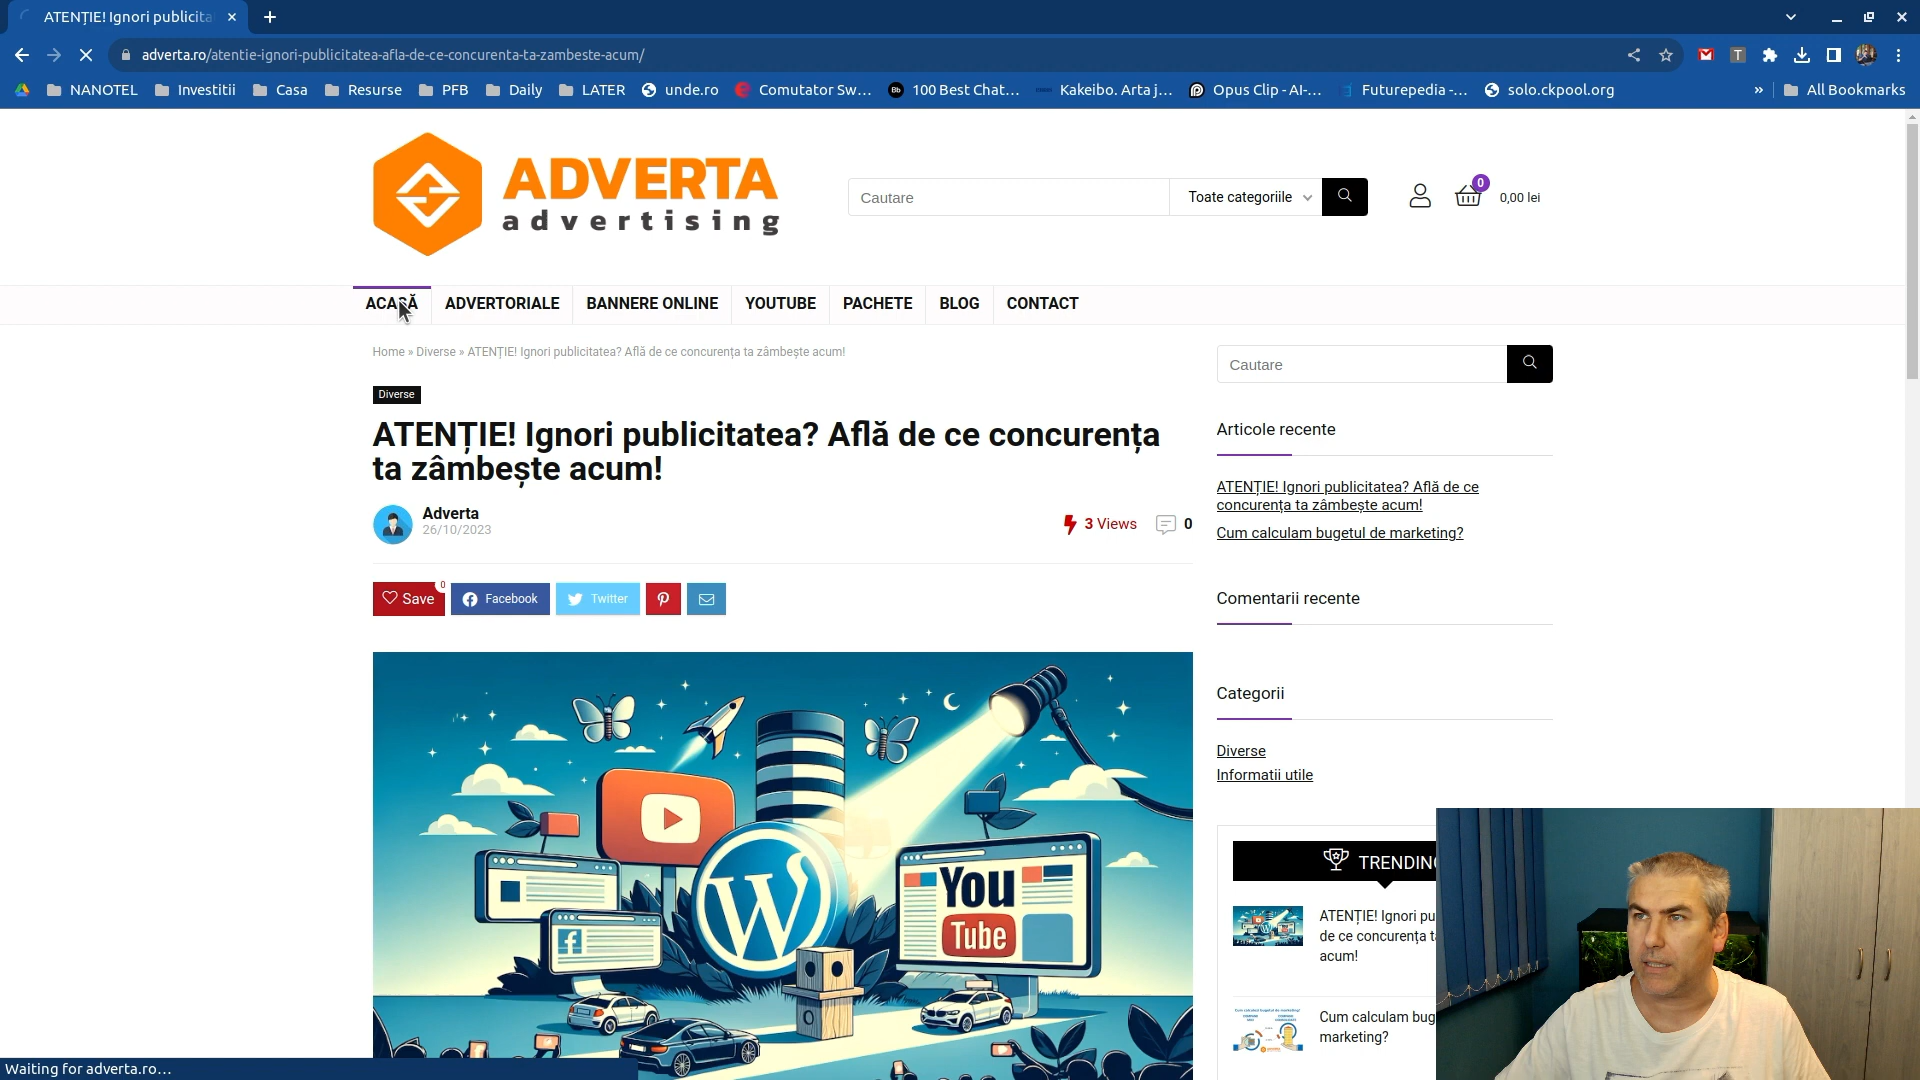 ATENȚIE! Ignori publicita
adverta.ro/atentie-ignori-publicitatea-afla-de-ce-concurenta-ta-zambeste-acum/
NANOTEL Investitii Casa Resurse PFB Daily LATER unde.ro Comutator Sw... 100 Best Chat... Kakeibo. Arta j... Opus Clip - AI-... Futurepedia -... solo.ckpool.org » All Bookmarks
ADVERTA
advertising
Cautare
Toate categoriile
0
0,00 lei
ACASĂ ADVERTORIALE BANNERE ONLINE YOUTUBE PACHETE BLOG CONTACT
Home » Diverse » ATENȚIE! Ignori publicitatea? Află de ce concurența ta zâmbește acum!
Diverse
ATENȚIE! Ignori publicitatea? Află de ce concurența
ta zâmbește acum!
Adverta
26/10/2023
3 Views
0
Save
0
Facebook
Twitter
You
Tube
Cautare
Articole recente
ATENȚIE! Ignori publicitatea? Află de ce
concurența ta zâmbește acum!
Cum calculam bugetul de marketing?
Comentarii recente
Categorii
Diverse
Informatii utile
TRENDING
ATENȚIE! Ignori pu
de ce concurența t
acum!
Cum calculam bug
marketing?
Waiting for adverta.ro...